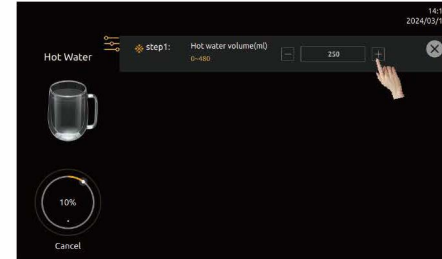 14:1
2024/03/1
Hot Water
step1:
Hot water volume(ml)
0~480
250
10%
Cancel